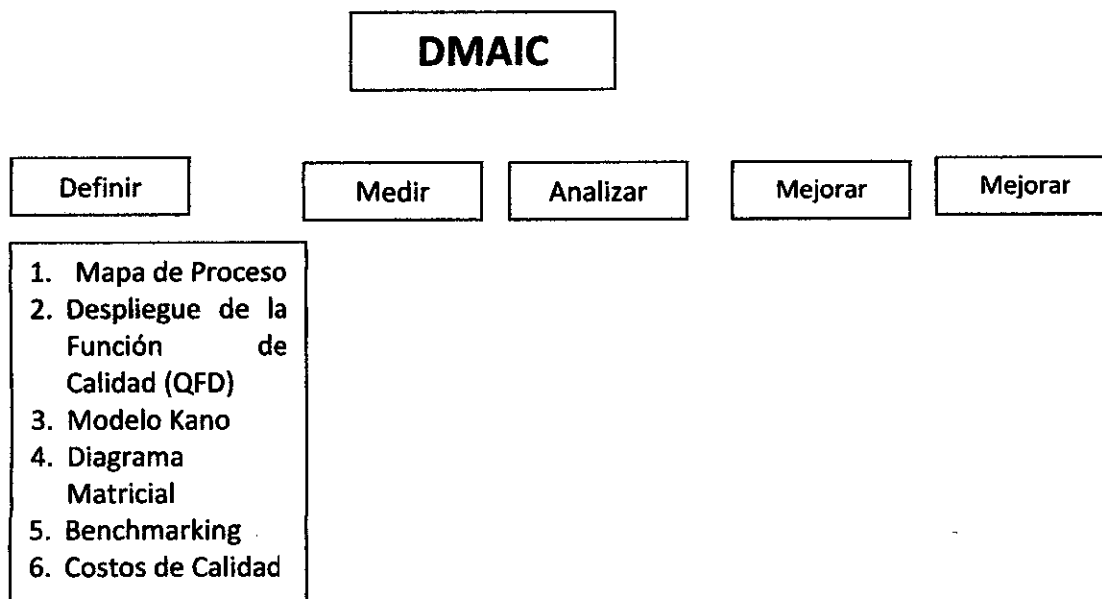 DMAIC
Definir
Medir
Analizar
Mejorar
Mejorar
1. Mapa de Proceso
2. Despliegue de la
Función de
Calidad (QFD)
3. Modelo Kano
4. Diagrama
Matricial
5. Benchmarking
6. Costos de Calidad